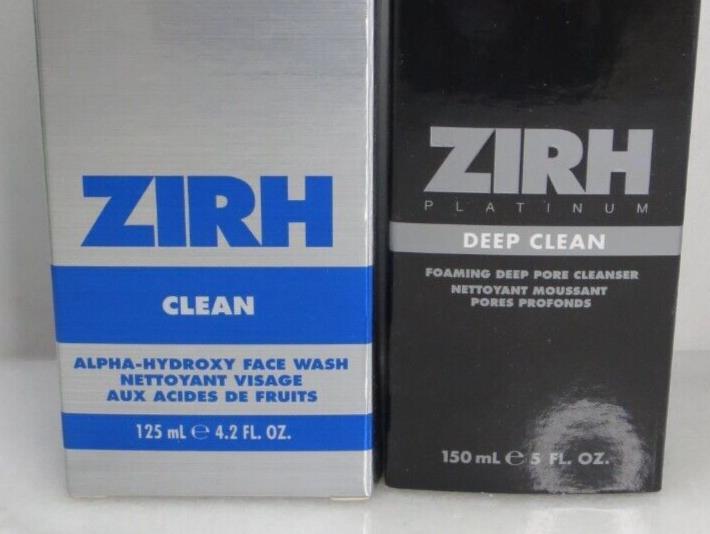 ZIRH
CLEAN
ALPHA-HYDROXY FACE WASH
NETTOYANT VISAGE
AUX ACIDES DE FRUITS
125 mL ℮ 4.2 FL. OZ.
ZIRH
PLATINUM
DEEP CLEAN
FOAMING DEEP PORE CLEANSER
NETTOYANT MOUSSANT
PORES PROFONDS
150 mL ℮ 5 FL. OZ.